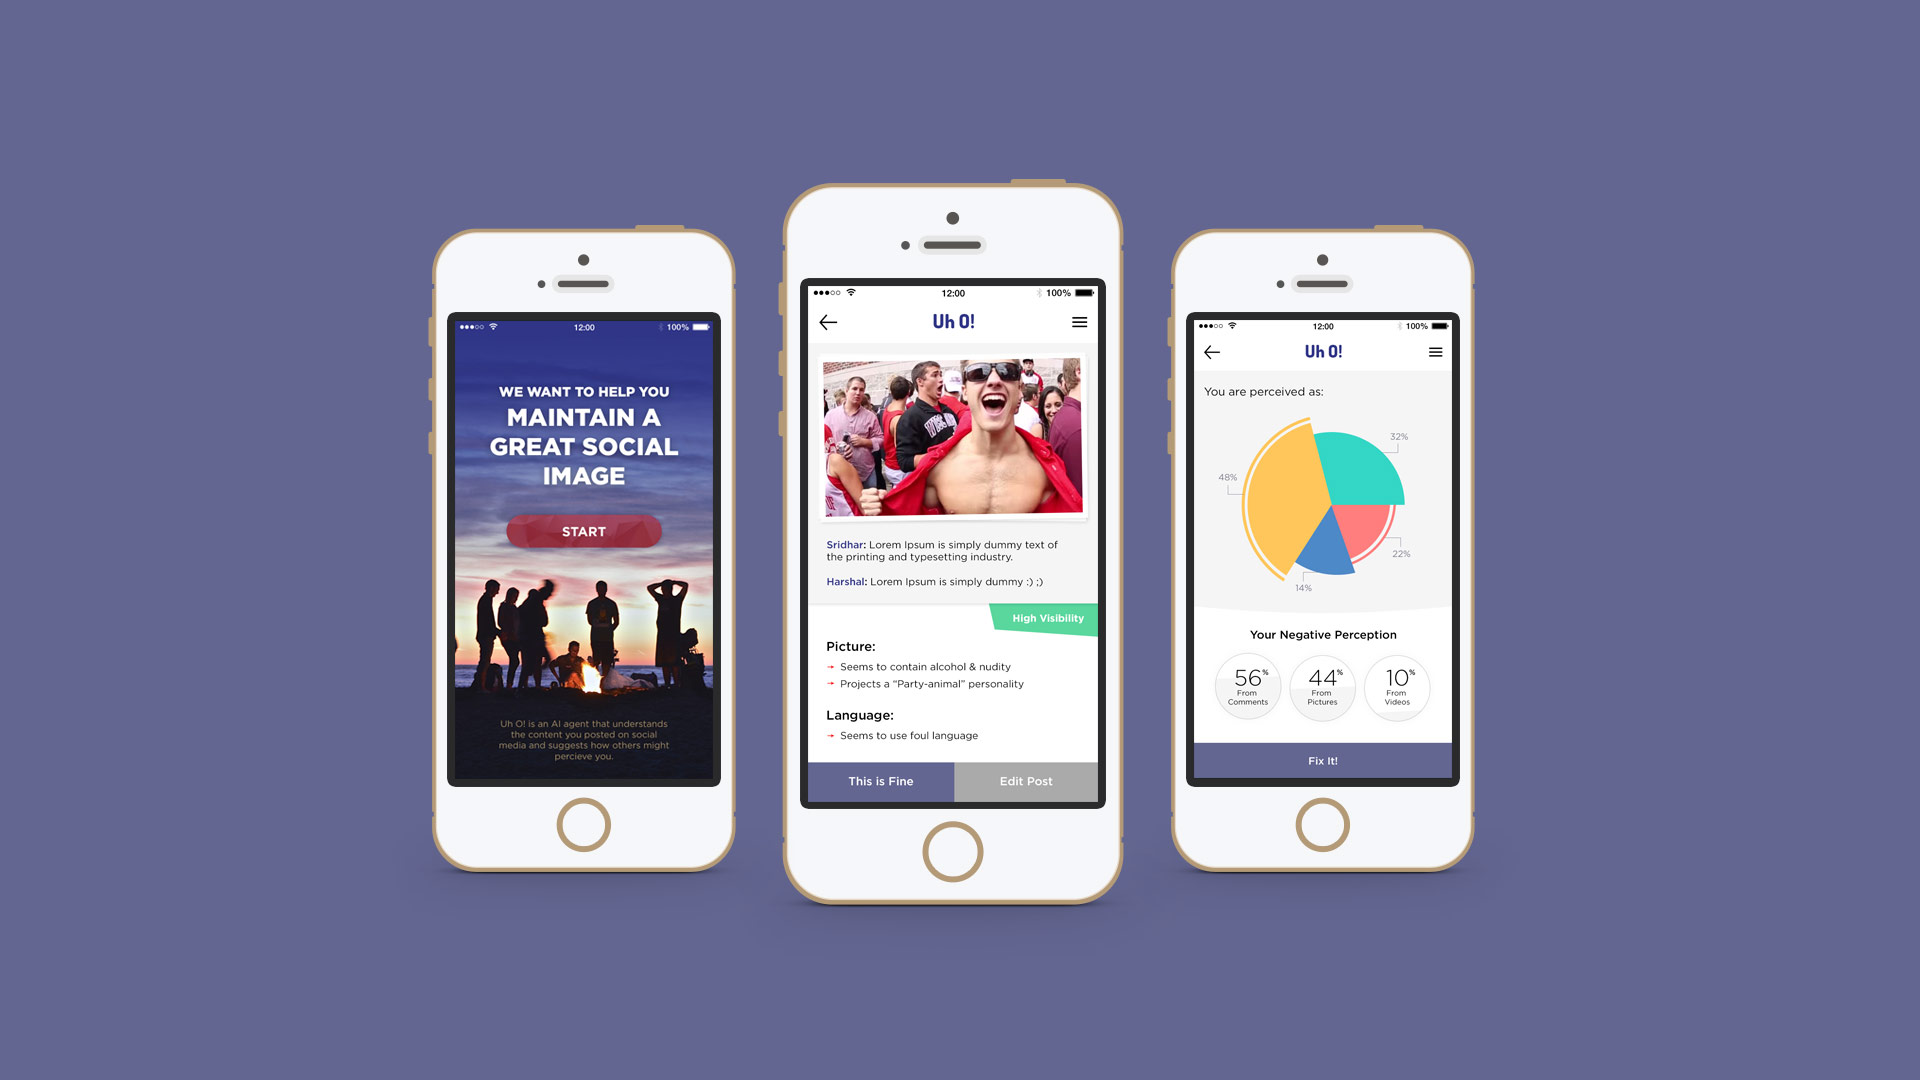 12:00
100%
WE WANT TO HELP YOU
MAINTAIN A
GREAT SOCIAL
IMAGE
START
Uh O! is an AI agent that understands
the content you posted on social
media and suggests how others might
percieve you.
12:00
100%
Uh O!
Sridhar: Lorem Ipsum is simply dummy text of
the printing and typesetting industry.
Harshal: Lorem Ipsum is simply dummy :) ;)
High Visibility
Picture:
Seems to contain alcohol & nudity
Projects a “Party-animal” personality
Language:
Seems to use foul language
This is Fine
Edit Post
12:00
100%
Uh O!
You are perceived as:
32%
48%
22%
14%
Your Negative Perception
56%
From
Comments
44%
From
Pictures
10%
From
Videos
Fix It!